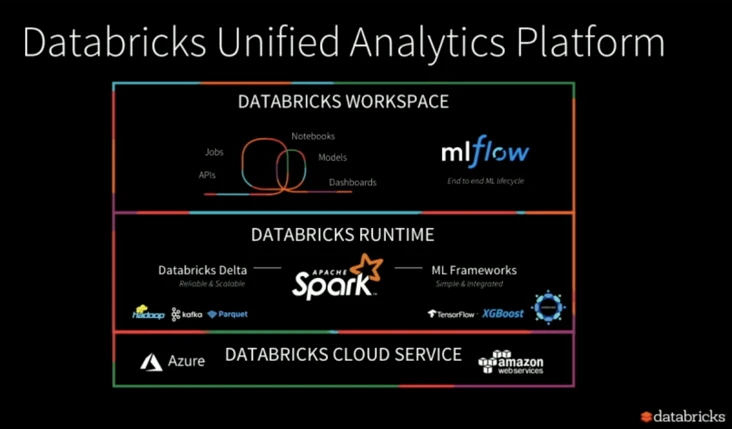 Databricks Unified Analytics Platform
DATABRICKS WORKSPACE
Notebooks
Jobs
Models
APIs
Dashboards
mlflow
End to end ML lifecycle
DATABRICKS RUNTIME
Databricks Delta
Reliable & Scalable
APACHE
Spark™
ML Frameworks
Simple & Integrated
hadoop
kafka
Parquet
TensorFlow
XGBoost
Azure
DATABRICKS CLOUD SERVICE
amazon
web services
databricks